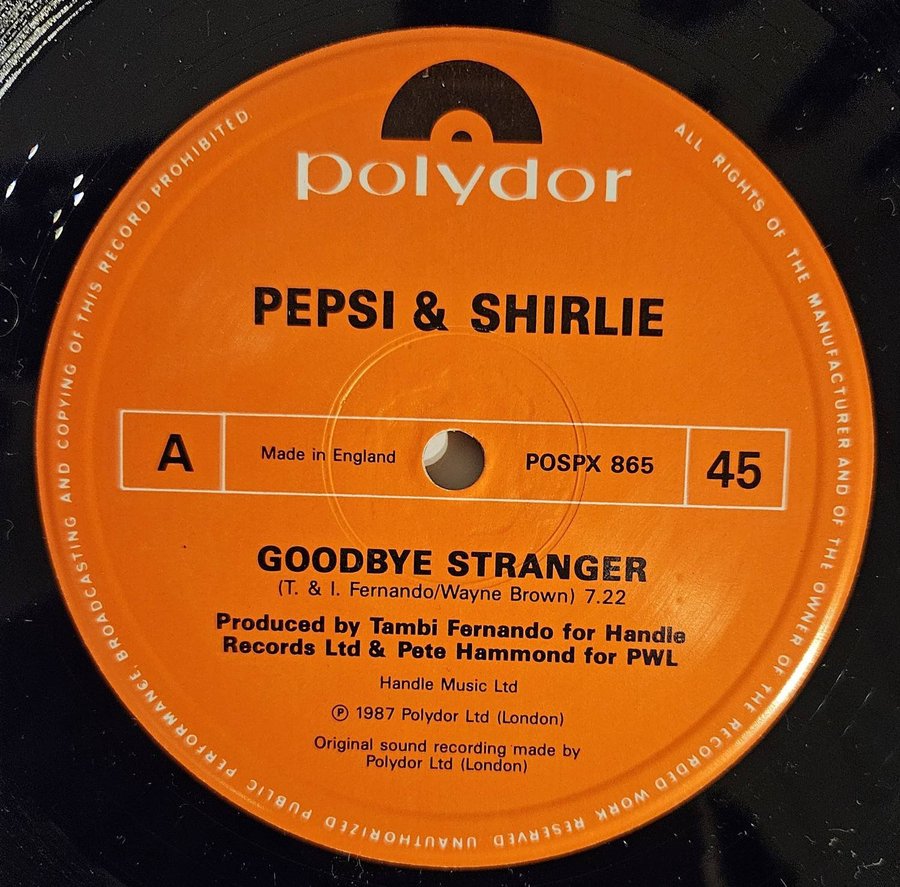 polydor
PEPSI & SHIRLIE
A
Made in England
POSPX 865
45
GOODBYE STRANGER
(T. & I. Fernando/Wayne Brown) 7.22
Produced by Tambi Fernando for Handle
Records Ltd & Pete Hammond for PWL
Handle Music Ltd
℗ 1987 Polydor Ltd (London)
Original sound recording made by
Polydor Ltd (London)
ALL RIGHTS OF THE MANUFACTURER AND OF THE OWNER OF THE RECORDED WORK RESERVED UNAUTHORIZED PUBLIC PERFORMANCE, BROADCASTING AND COPYING OF THIS RECORD PROHIBITED